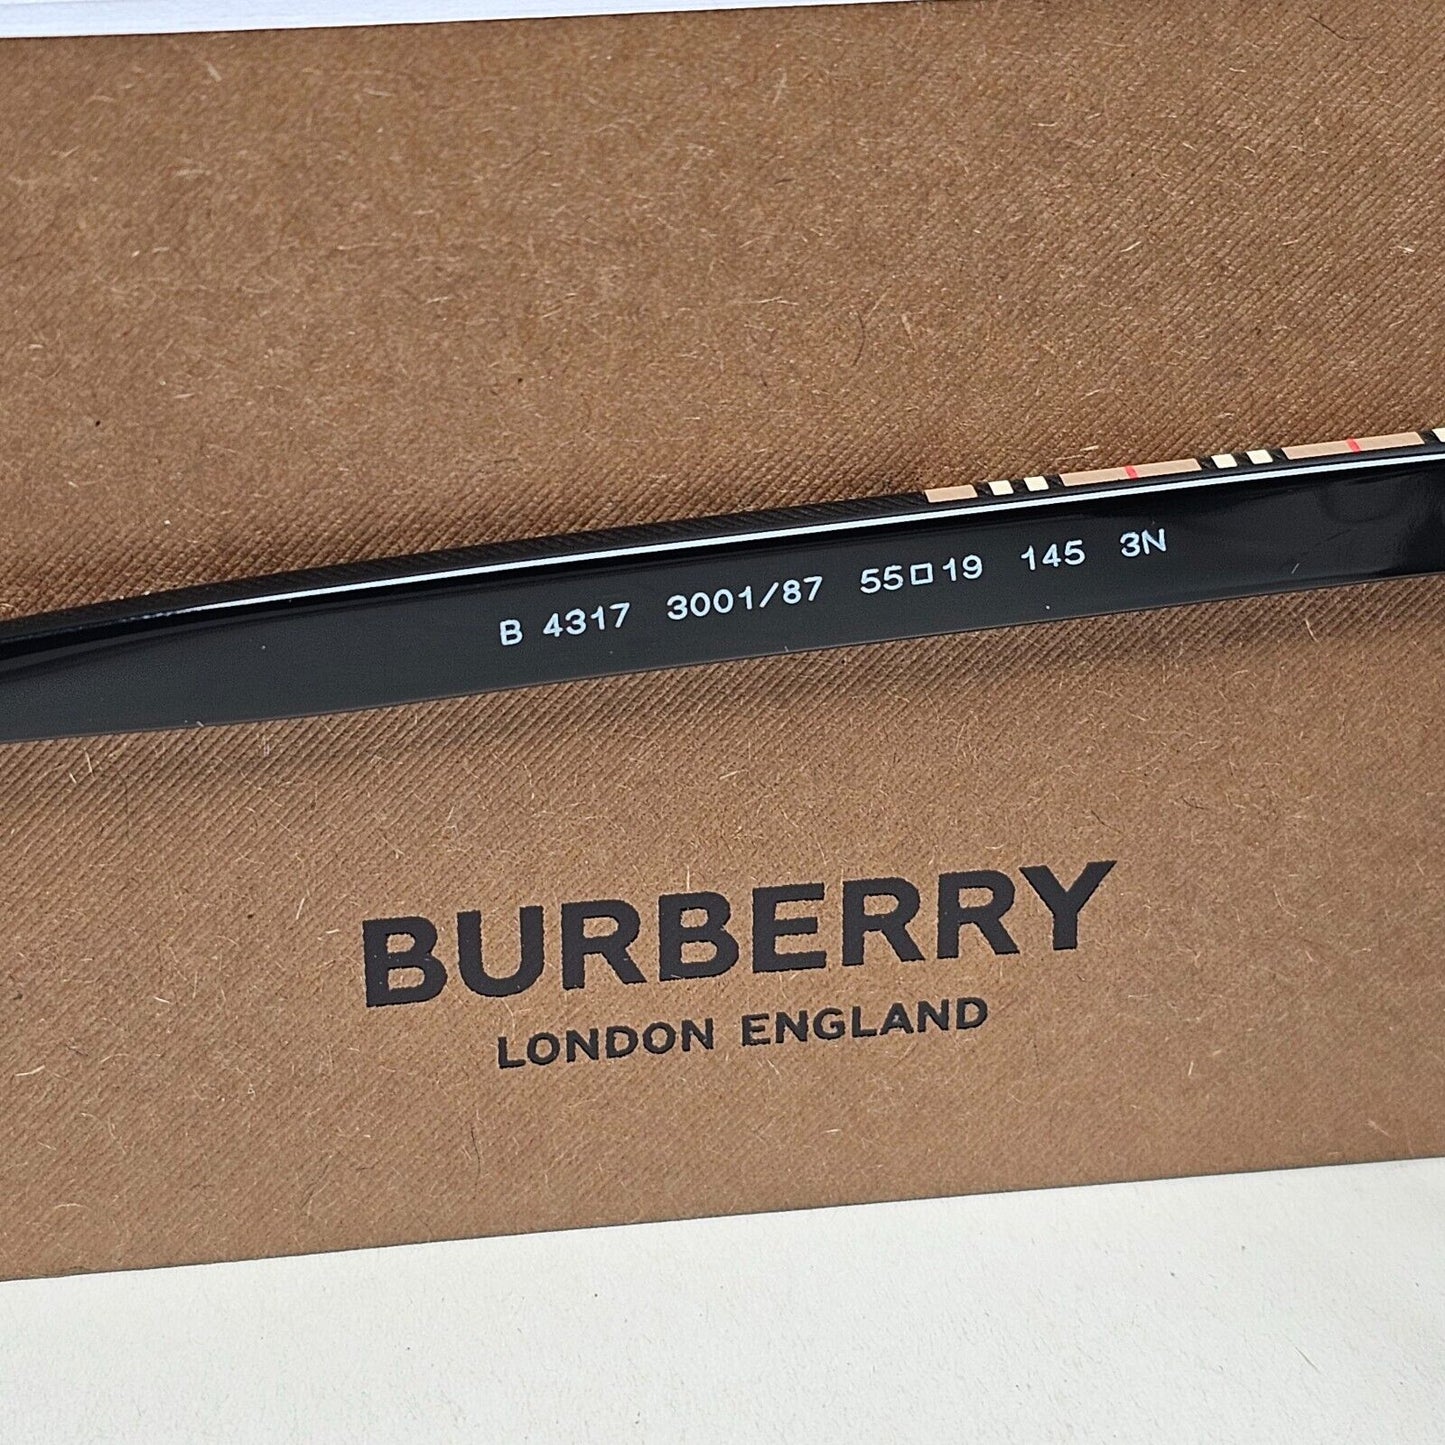 B 4317 3001/87 55□19 145 3N
BURBERRY
LONDON ENGLAND